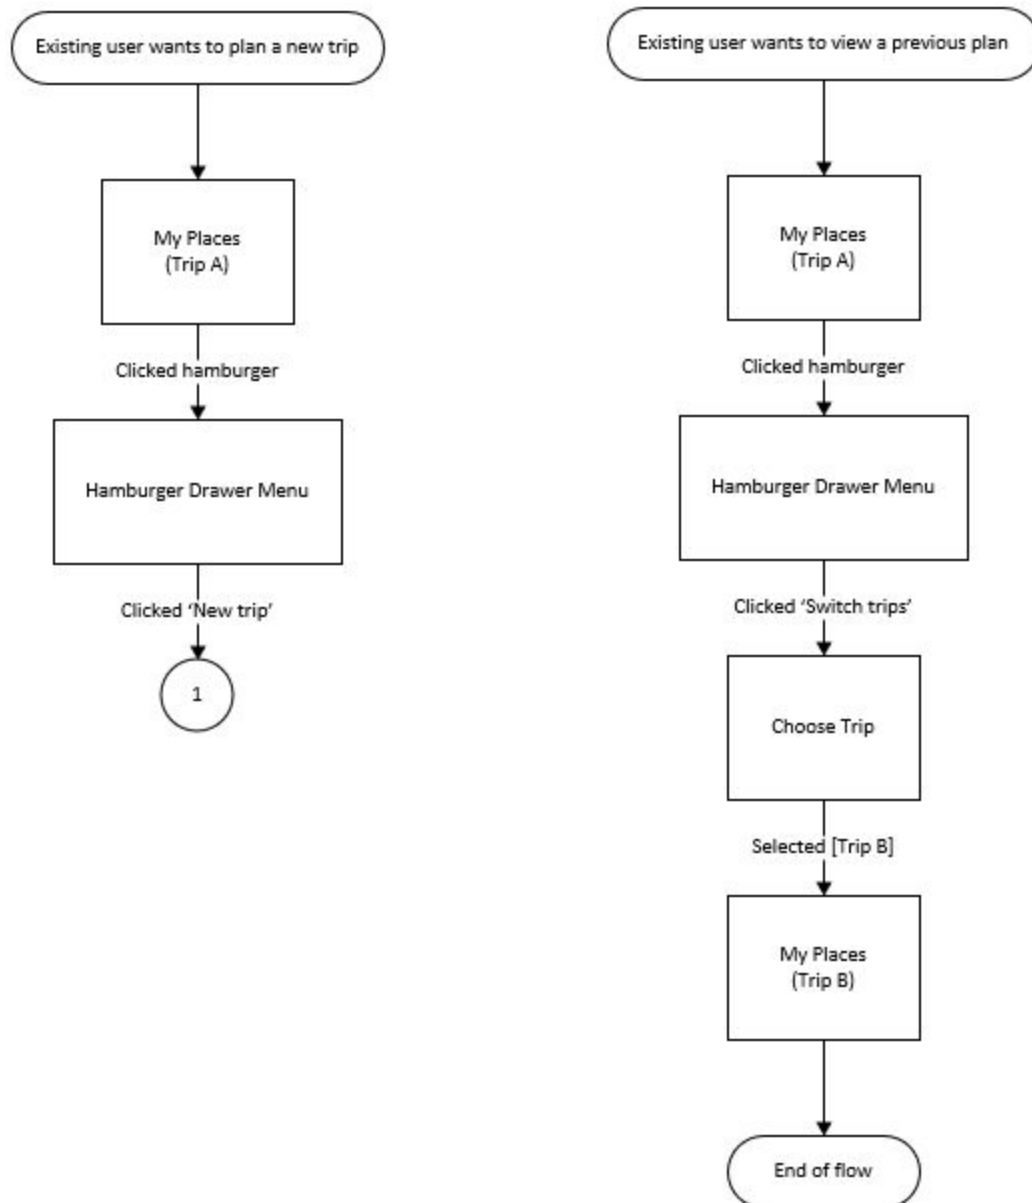 Existing user wants to plan a new trip
My Places
(Trip A)
Clicked hamburger
Hamburger Drawer Menu
Clicked ‘New trip’
1
Existing user wants to view a previous plan
My Places
(Trip A)
Clicked hamburger
Hamburger Drawer Menu
Clicked ‘Switch trips’
Choose Trip
Selected [Trip B]
My Places
(Trip B)
End of flow